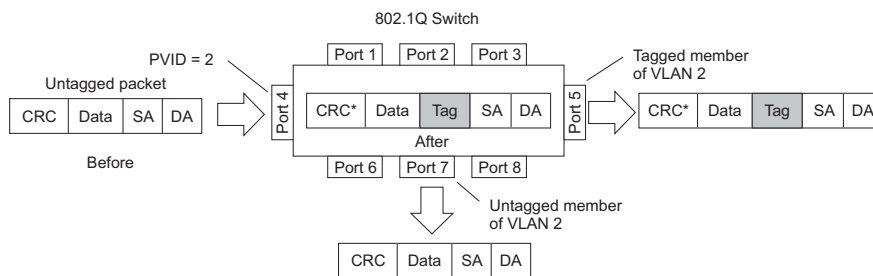 802.1Q Switch
PVID = 2
Port 1
Port 2
Port 3
Tagged member
of VLAN 2
Untagged packet
CRC Data SA DA
Before
Port 4
CRC* Data Tag SA DA
After
Port 5
CRC* Data Tag SA DA
Port 6
Port 7
Port 8
Untagged member
of VLAN 2
CRC Data SA DA